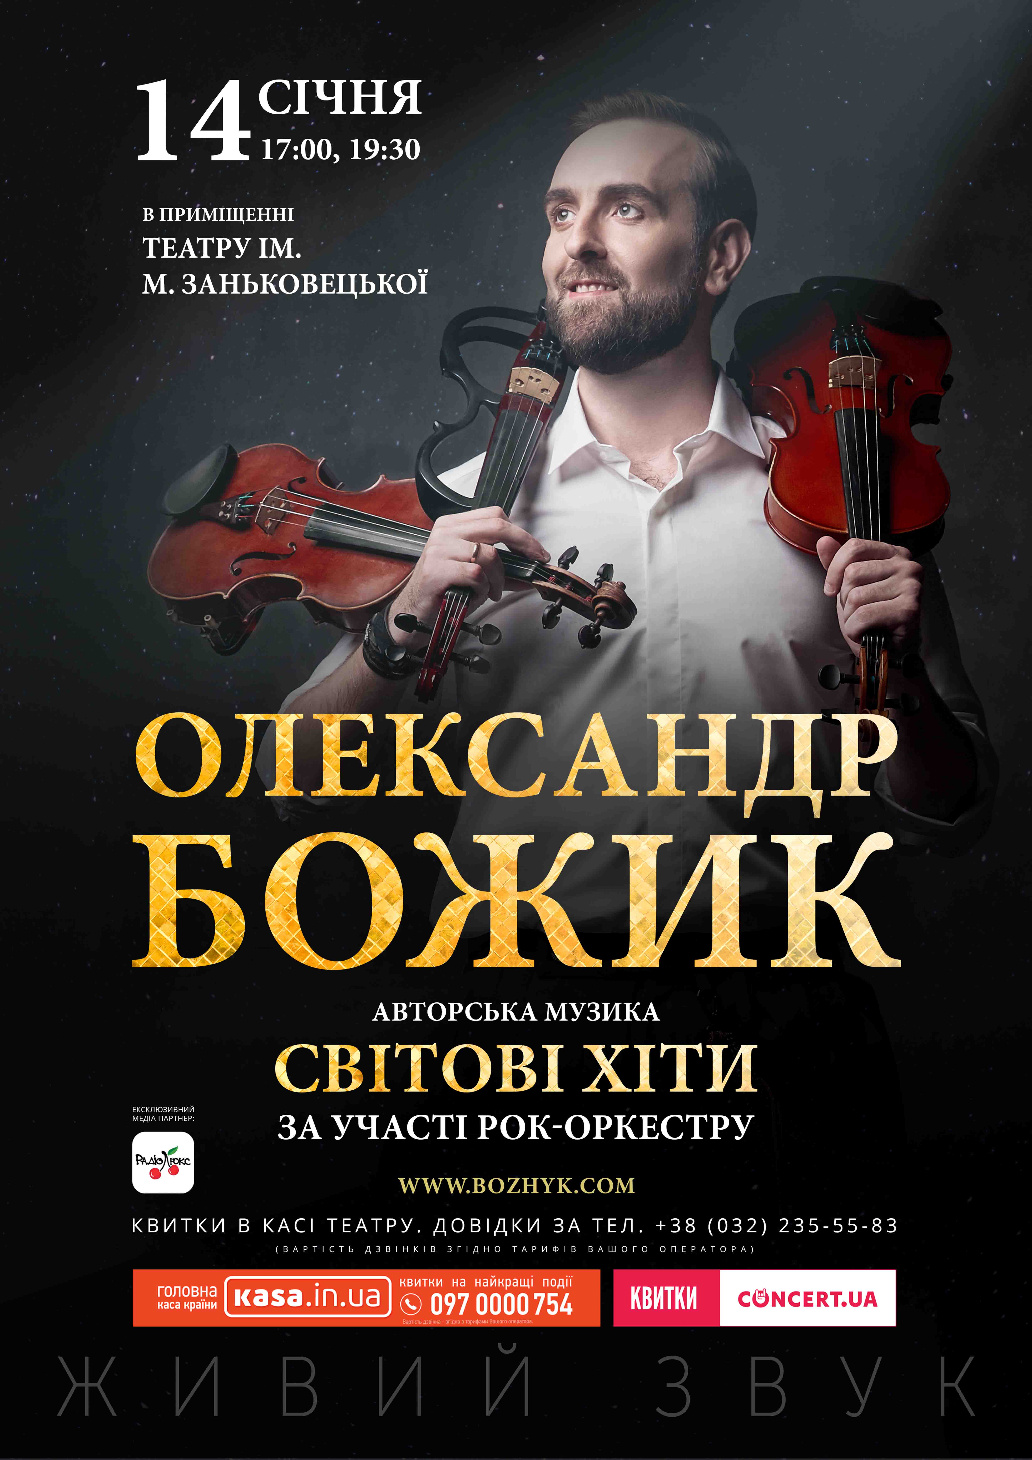 14 СІЧНЯ
17:00, 19:30
В ПРИМІЩЕННІ
ТЕАТРУ ІМ.
М. ЗАНЬКОВЕЦЬКОЇ
ОЛЕКСАНДР
БОЖИК
АВТОРСЬКА МУЗИКА
СВІТОВІ ХІТИ
ЗА УЧАСТІ РОК-ОРКЕСТРУ
ЕКСКЛЮЗИВНИЙ
МЕДІА ПАРТНЕР:
РАДІО ЛЮКС
WWW.BOZHYK.COM
КВИТКИ В КАСІ ТЕАТРУ. ДОВІДКИ ЗА ТЕЛ. +38 (032) 235-55-83
(ВАРТІСТЬ ДЗВІНКІВ ЗГІДНО ТАРИФІВ ВАШОГО ОПЕРАТОРА)
головна
каса країни
kasa.in.ua
квитки на найкращі події
097 0000 754
КВИТКИ
CONCERT.UA
ЖИВИЙ ЗВУК